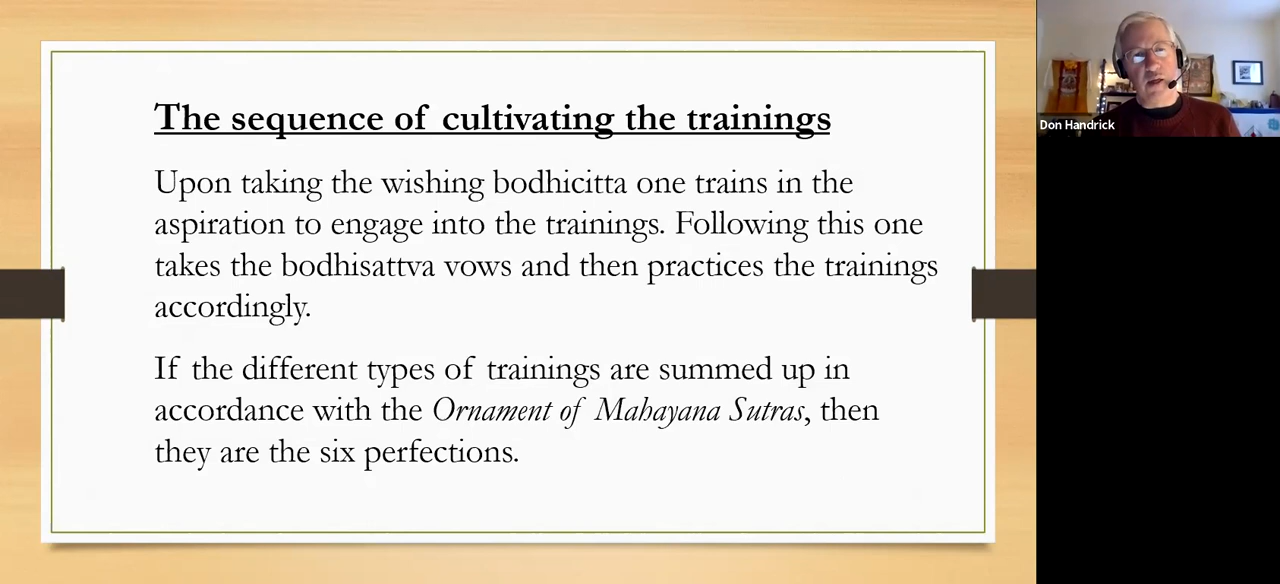 The sequence of cultivating the trainings
Upon taking the wishing bodhicitta one trains in the
aspiration to engage into the trainings. Following this one
takes the bodhisattva vows and then practices the trainings
accordingly.
If the different types of trainings are summed up in
accordance with the Ornament of Mahayana Sutras, then
they are the six perfections.
Don Handrick